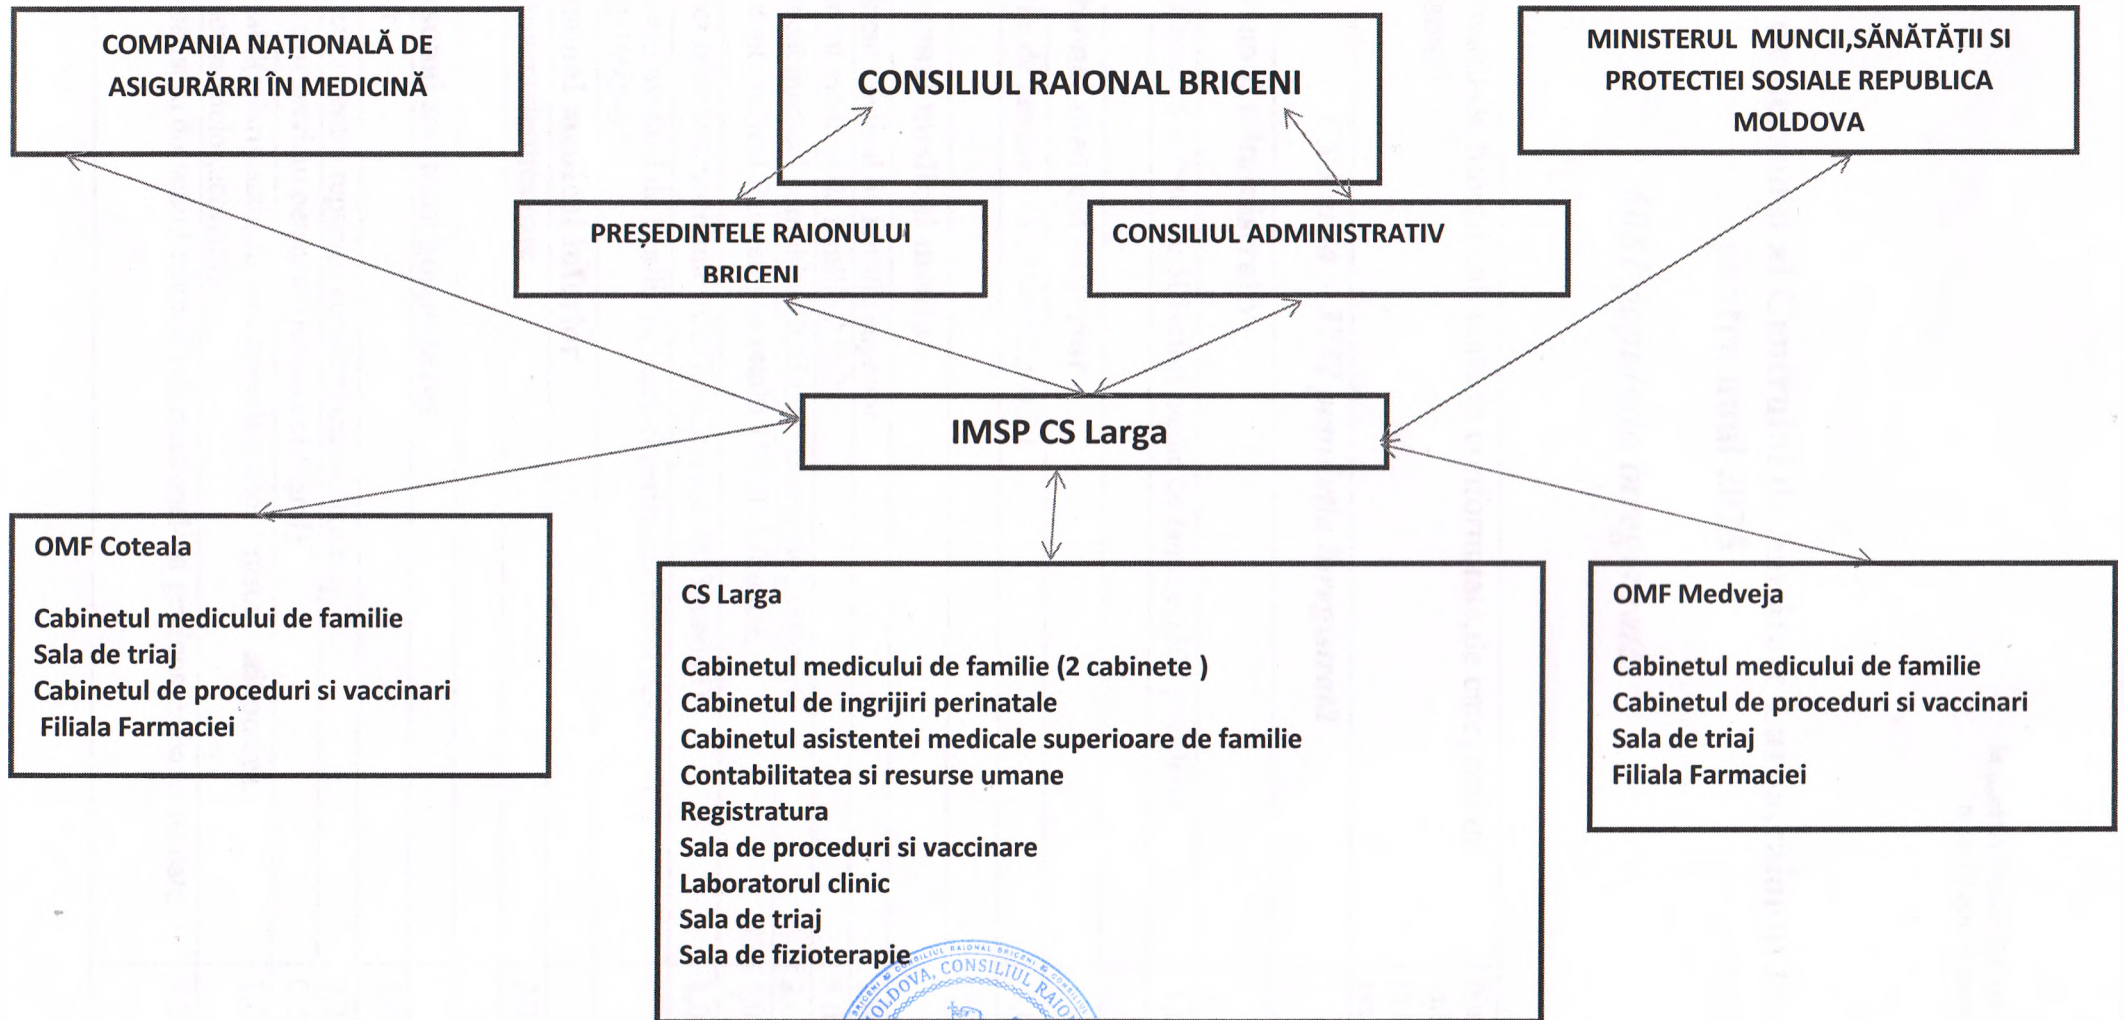 COMPANIA NAȚIONALĂ DE
ASIGURĂRRI ÎN MEDICINĂ
CONSILIUL RAIONAL BRICENI
MINISTERUL MUNCII,SĂNĂTĂȚII SI
PROTECTIEI SOSIALE REPUBLICA
MOLDOVA
PREȘEDINTELE RAIONULUI
BRICENI
CONSILIUL ADMINISTRATIV
IMSP CS Larga
OMF Coteala
Cabinetul medicului de familie
Sala de triaj
Cabinetul de proceduri si vaccinari
Filiala Farmaciei
CS Larga
Cabinetul medicului de familie (2 cabinete )
Cabinetul de ingrijiri perinatale
Cabinetul asistentei medicale superioare de familie
Contabilitatea si resurse umane
Registratura
Sala de proceduri si vaccinare
Laboratorul clinic
Sala de triaj
Sala de fizioterapie
OMF Medveja
Cabinetul medicului de familie
Cabinetul de proceduri si vaccinari
Sala de triaj
Filiala Farmaciei
CONSILIUL RAIONAL BRICENI
MOLDOVA, CONSILIUL